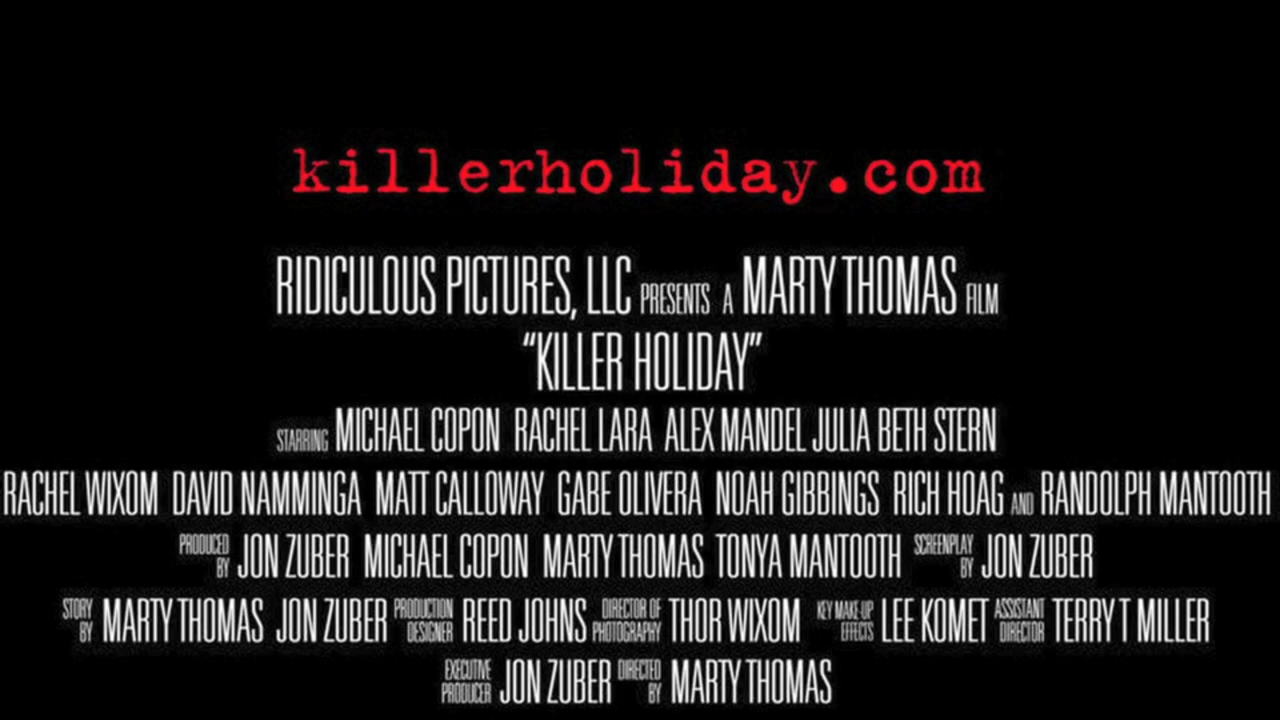 killerholiday.com
RIDICULOUS PICTURES, LLC PRESENTS A MARTY THOMAS FILM
“KILLER HOLIDAY”
STARRING MICHAEL COPON RACHEL LARA ALEX MANDEL JULIA BETH STERN
RACHEL WIXOM DAVID NAMMINGA MATT CALLOWAY GABE OLIVERA NOAH GIBBINGS RICH HOAG AND RANDOLPH MANTOOTH
PRODUCED BY JON ZUBER MICHAEL COPON MARTY THOMAS TONYA MANTOOTH SCREENPLAY BY JON ZUBER
STORY BY MARTY THOMAS JON ZUBER PRODUCTION DESIGNER REED JOHNS DIRECTOR OF PHOTOGRAPHY THOR WIXOM KEY MAKE-UP EFFECTS LEE KOMET ASSISTANT DIRECTOR TERRY T MILLER
EXECUTIVE PRODUCER JON ZUBER DIRECTED BY MARTY THOMAS